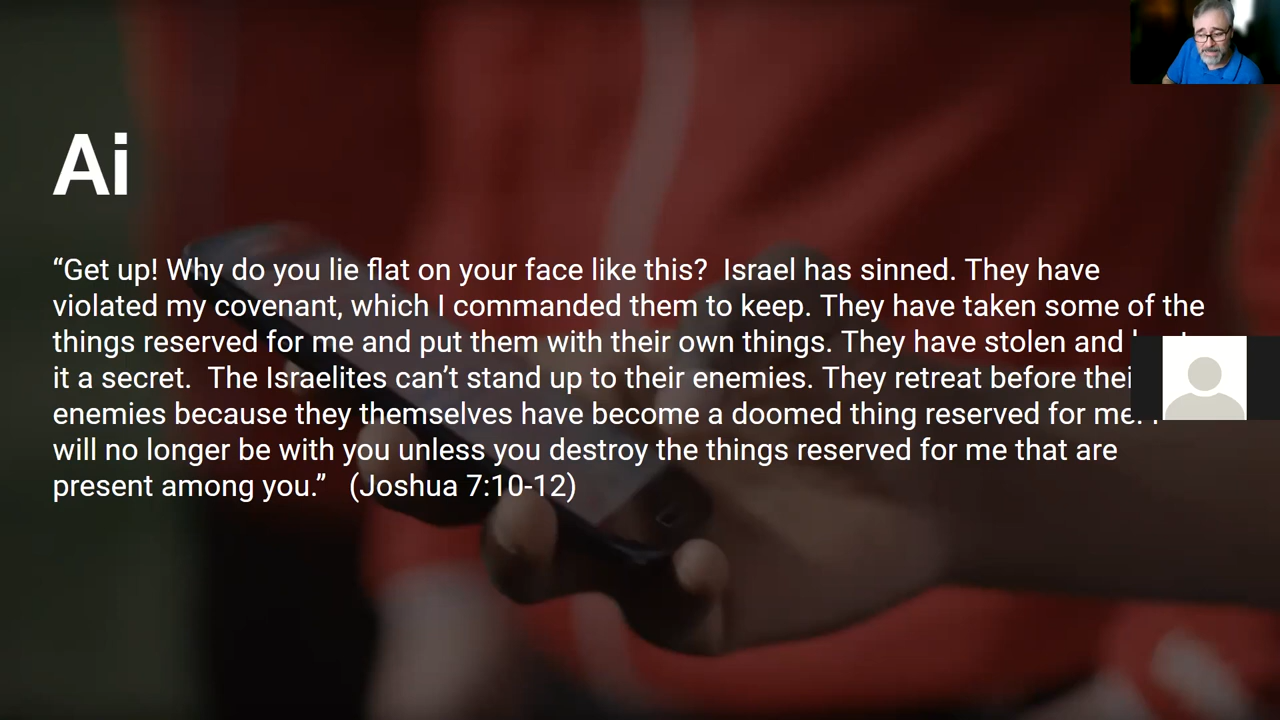 Ai
“Get up! Why do you lie flat on your face like this?  Israel has sinned. They have
violated my covenant, which I commanded them to keep. They have taken some of the
things reserved for me and put them with their own things. They have stolen and
it a secret.  The Israelites can’t stand up to their enemies. They retreat before
enemies because they themselves have become a doomed thing reserved for me.
will no longer be with you unless you destroy the things reserved for me that are
present among you.”   (Joshua 7:10-12)